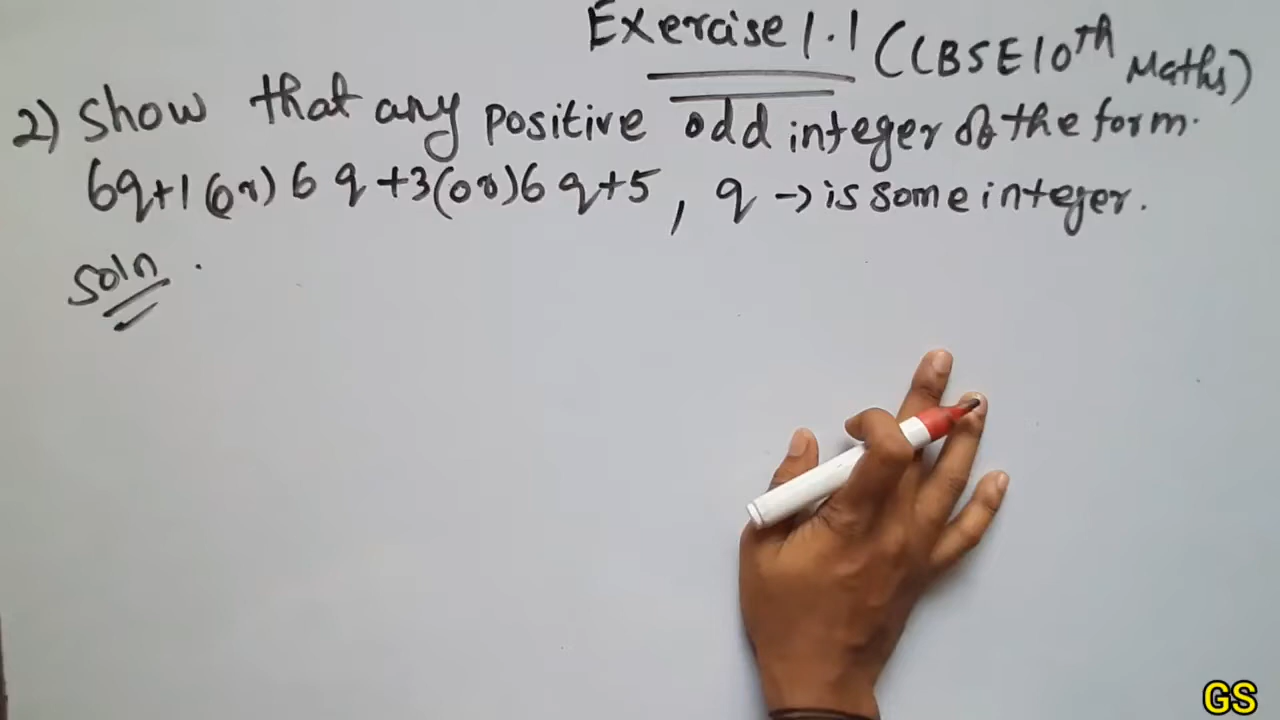 Exercise 1.1 (CBSE 10th Maths)
2) Show that any positive odd integer of the form.
6q+1 (or) 6q+3 (or) 6q+5, q → is some integer.
Soln.
GS